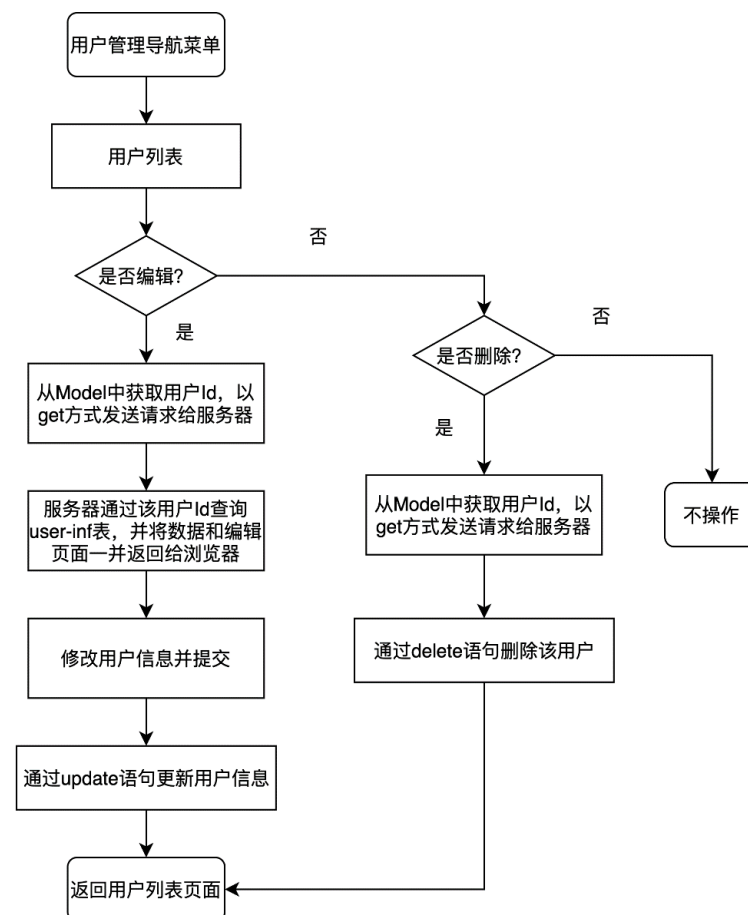 用户管理导航菜单
用户列表
否
是否编辑?
是
否
是否删除?
从Model中获取用户Id，以
get方式发送请求给服务器
是
服务器通过该用户Id查询
user-inf表，并将数据和编辑
页面一并返回给浏览器
从Model中获取用户Id，以
get方式发送请求给服务器
不操作
修改用户信息并提交
通过delete语句删除该用户
通过update语句更新用户信息
返回用户列表页面